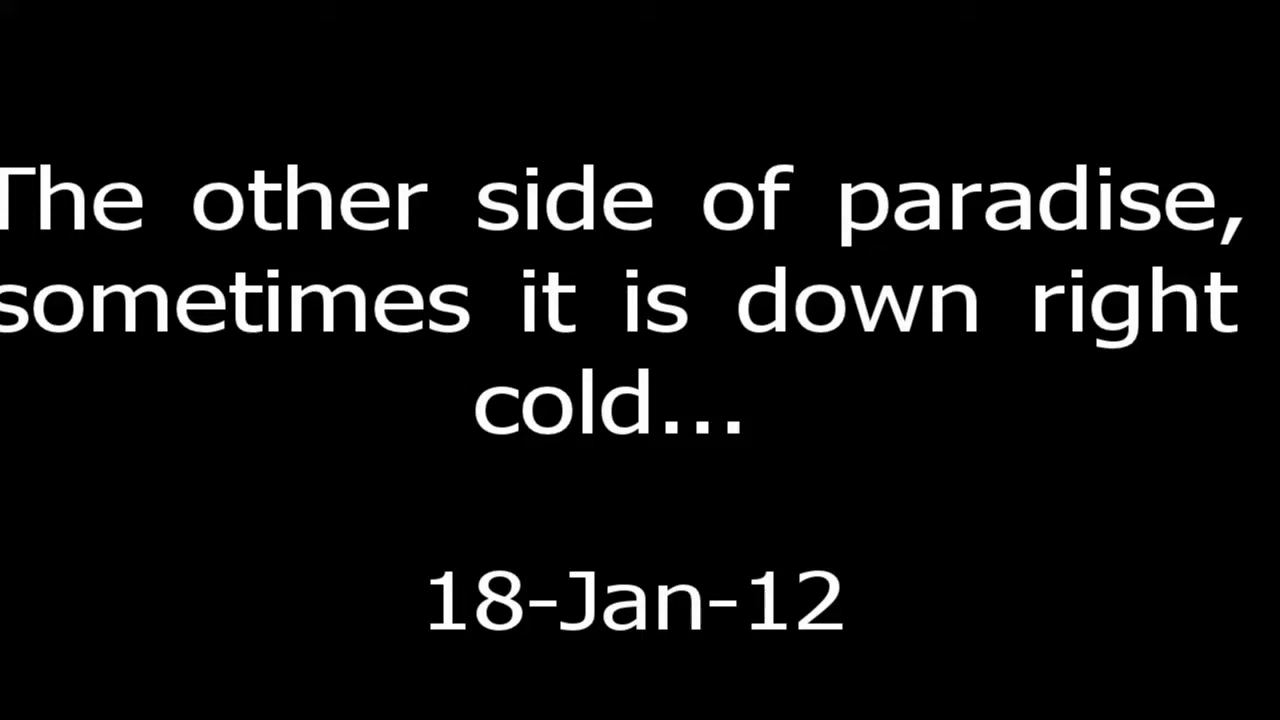 The other side of paradise,
sometimes it is down right
cold...
18-Jan-12